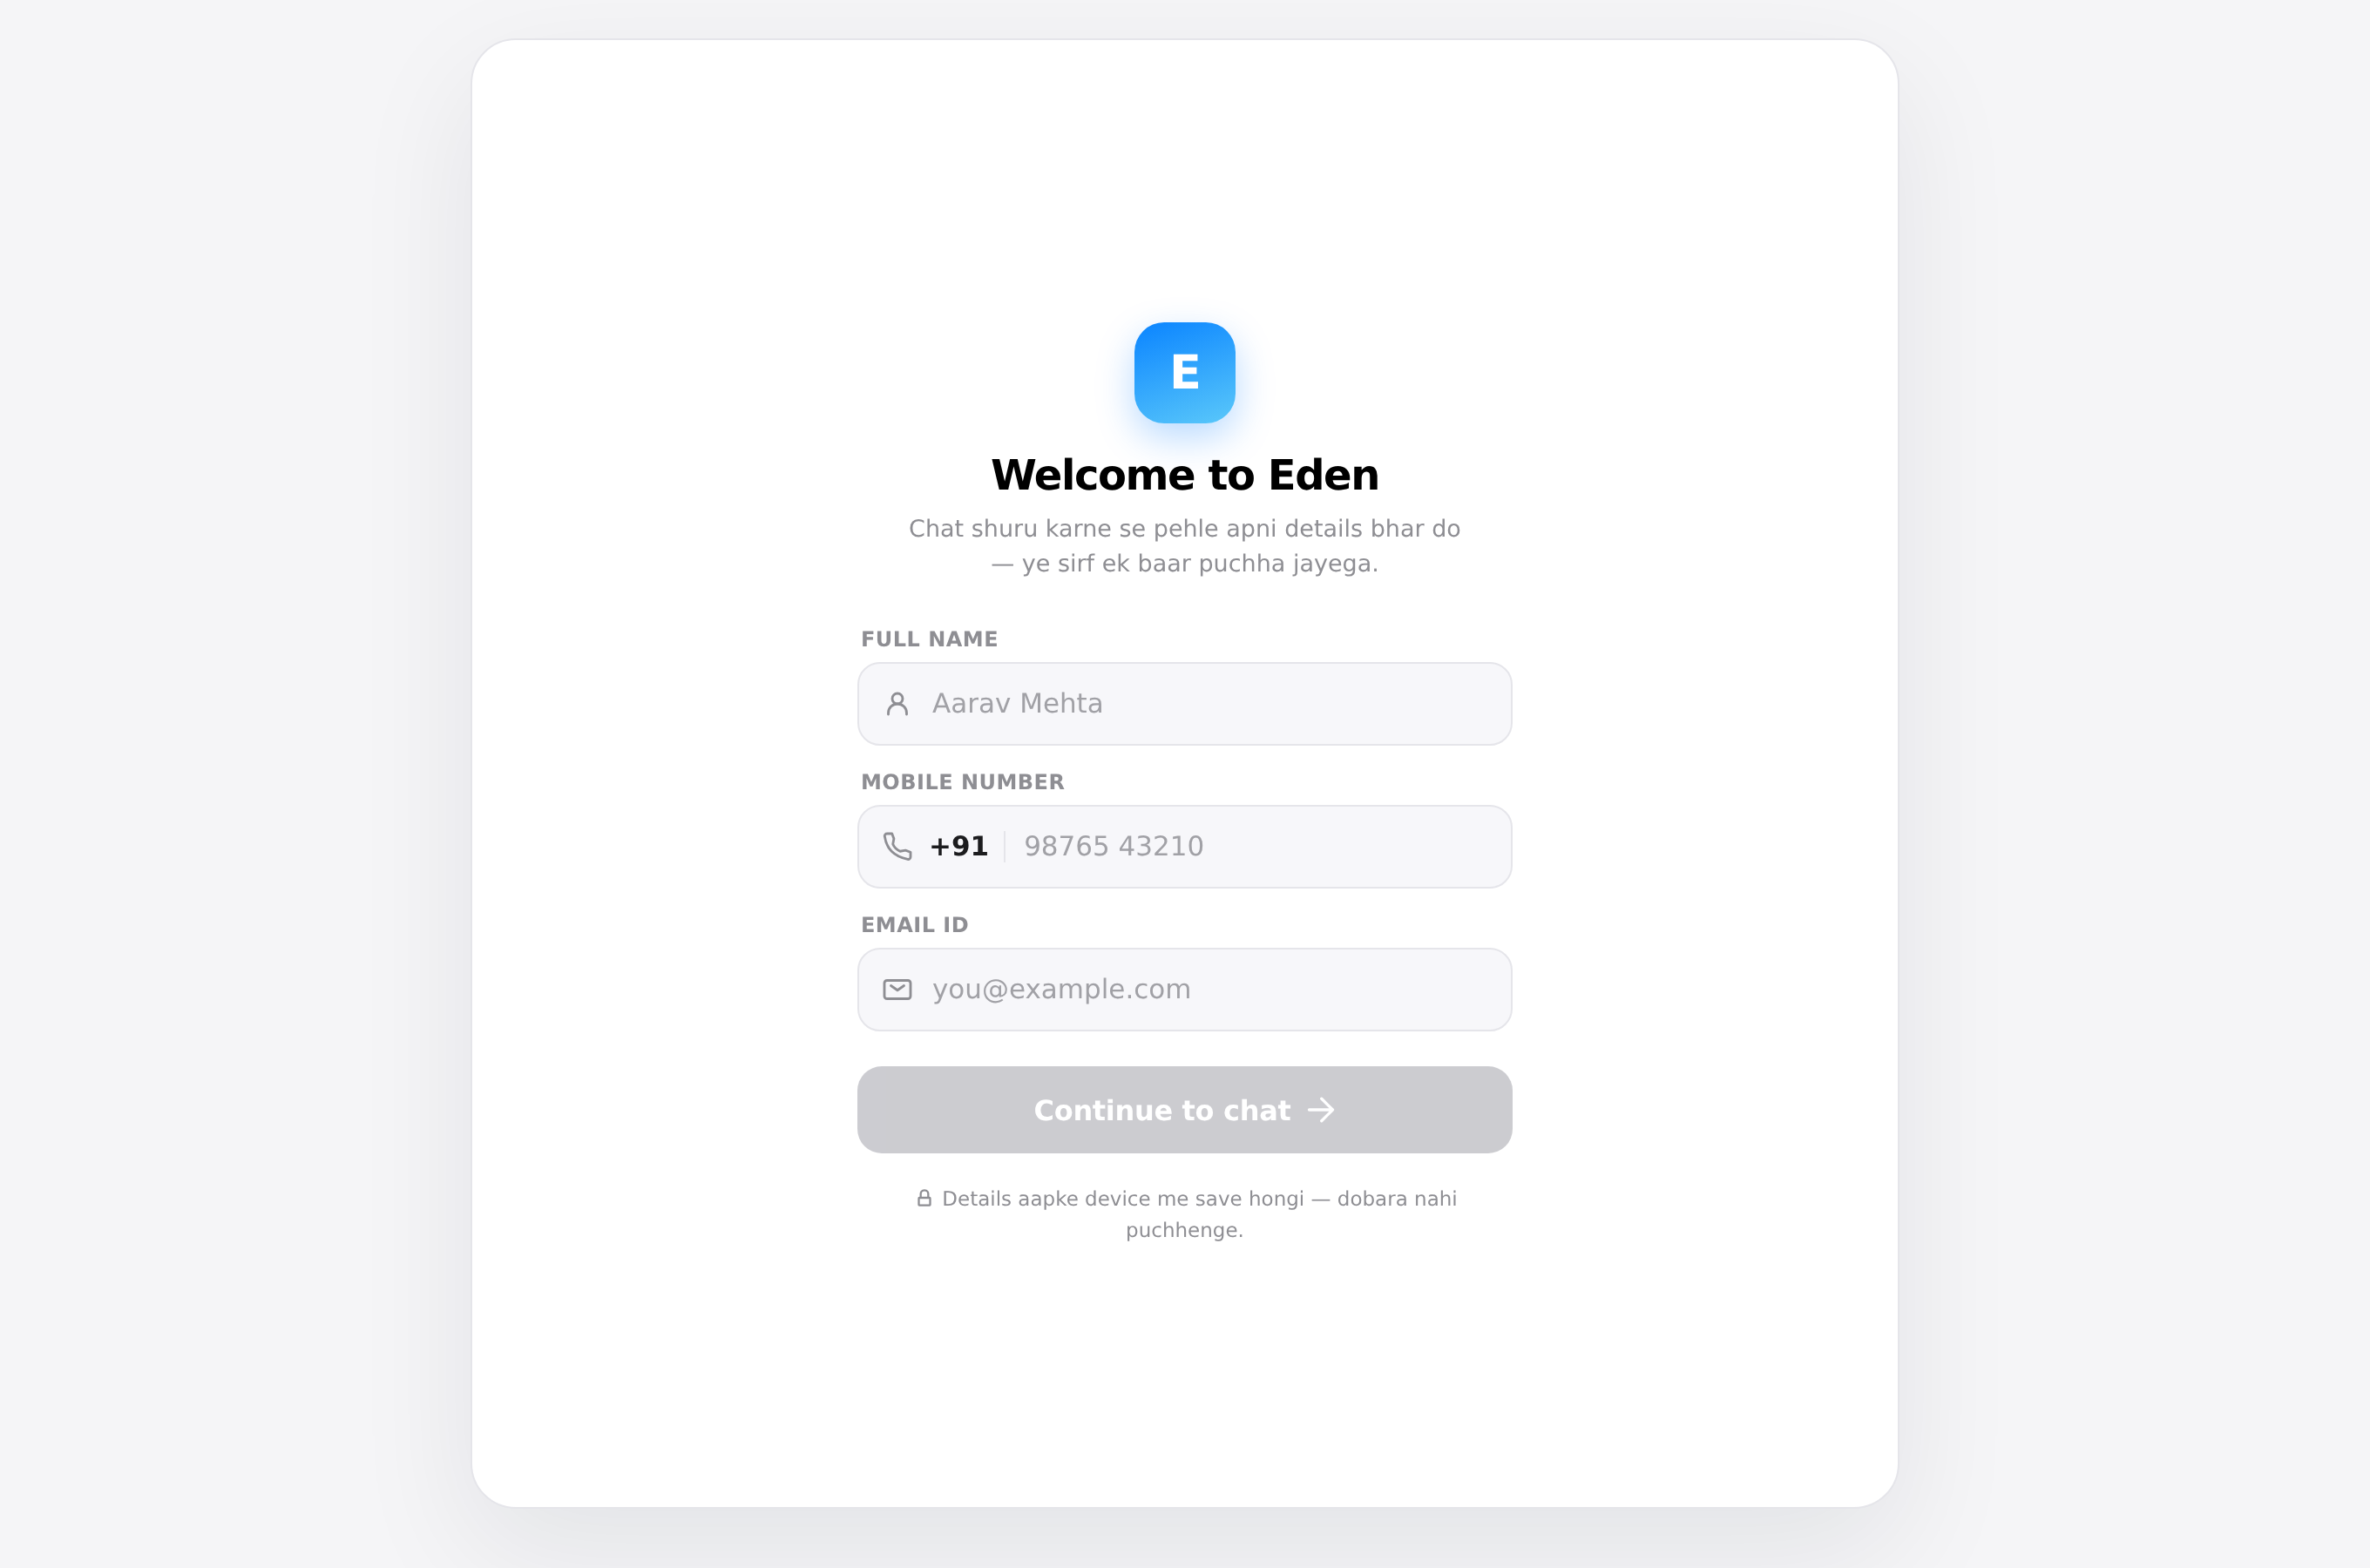 E
Welcome to Eden
Chat shuru karne se pehle apni details bhar do
— ye sirf ek baar puchha jayega.
FULL NAME
Aarav Mehta
MOBILE NUMBER
+91 98765 43210
EMAIL ID
you@example.com
Continue to chat →
Details aapke device me save hongi — dobara nahi
puchhenge.